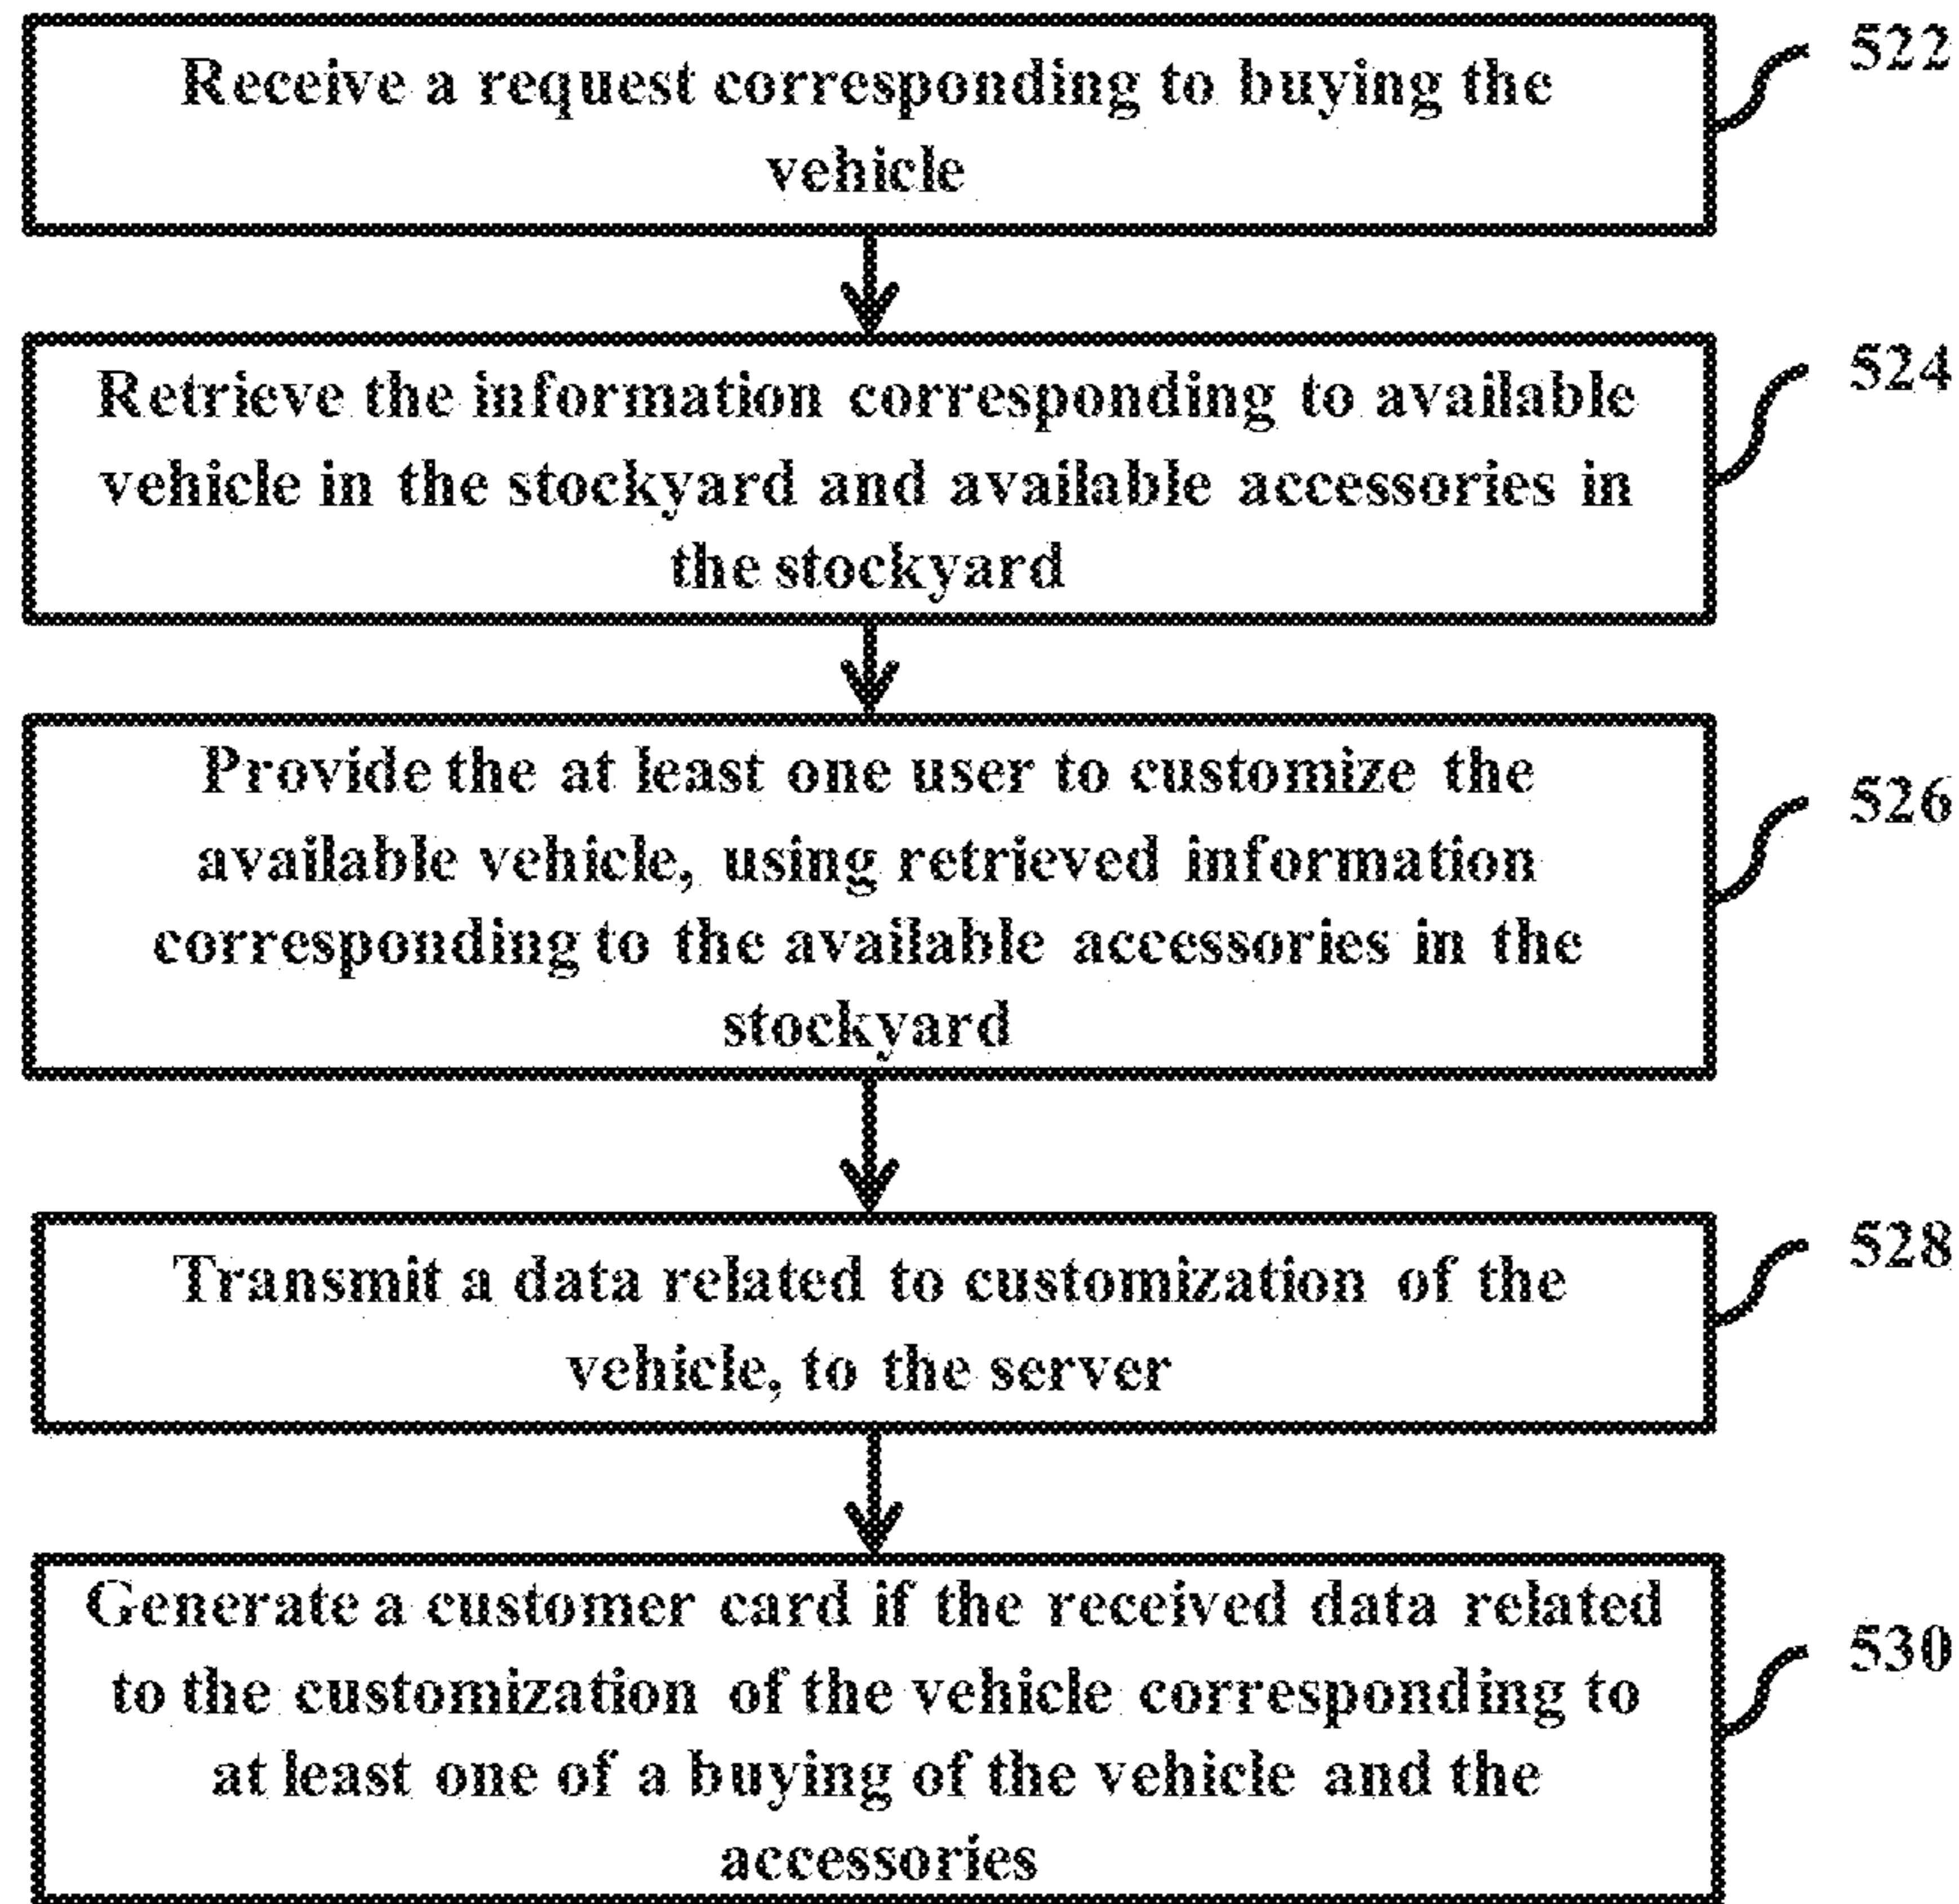 Receive a request corresponding to buying the
vehicle
522
Retrieve the information corresponding to available
vehicle in the stockyard and available accessories in
the stockyard
524
Provide the at least one user to customize the
available vehicle, using retrieved information
corresponding to the available accessories in the
stockyard
526
Transmit a data related to customization of the
vehicle, to the server
528
Generate a customer card if the received data related
to the customization of the vehicle corresponding to
at least one of a buying of the vehicle and the
accessories
530